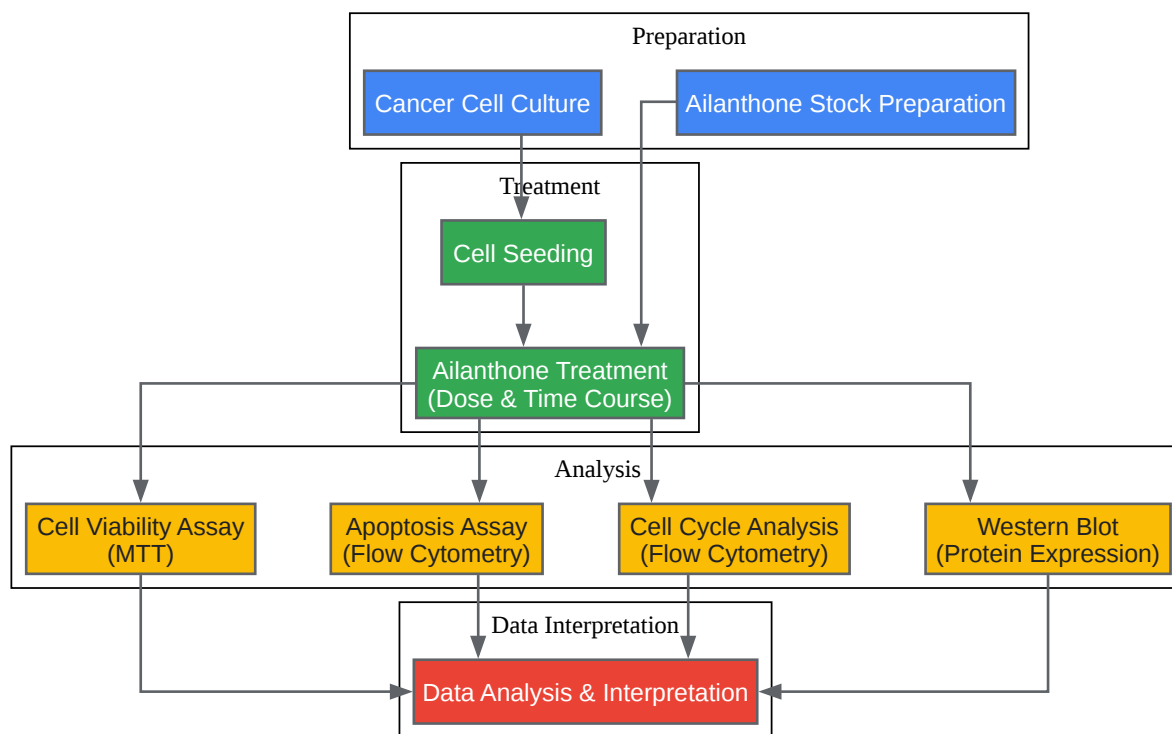 Preparation
Cancer Cell Culture
Ailanthone Stock Preparation
Treatment
Cell Seeding
Ailanthone Treatment
(Dose & Time Course)
Analysis
Cell Viability Assay
(MTT)
Apoptosis Assay
(Flow Cytometry)
Cell Cycle Analysis
(Flow Cytometry)
Western Blot
(Protein Expression)
Data Interpretation
Data Analysis & Interpretation